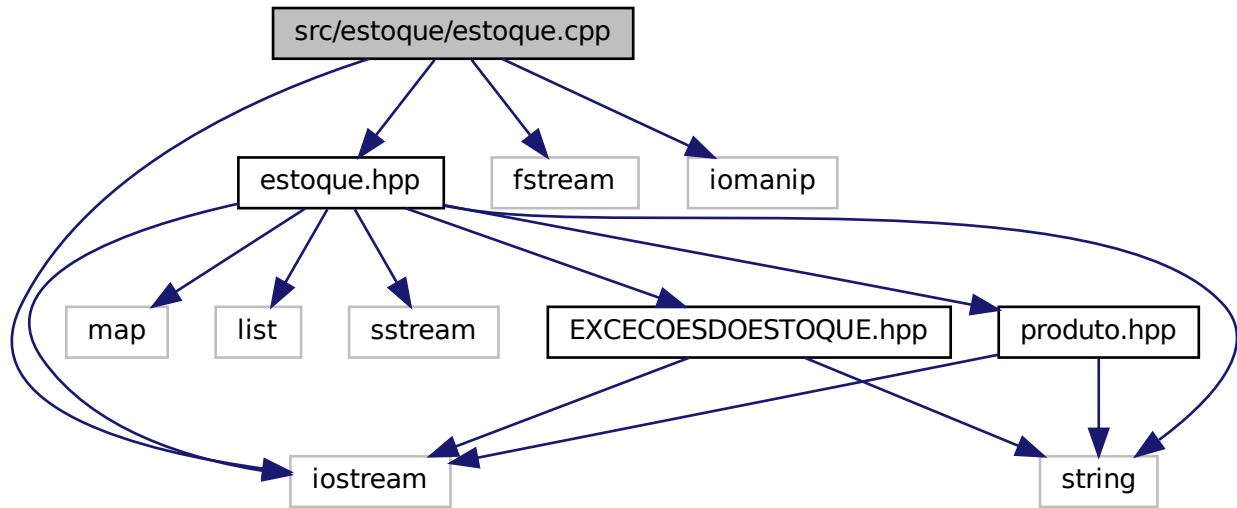 src/estoque/estoque.cpp
estoque.hpp
fstream
iomanip
map
list
sstream
EXCECOESDOESTOQUE.hpp
produto.hpp
iostream
string